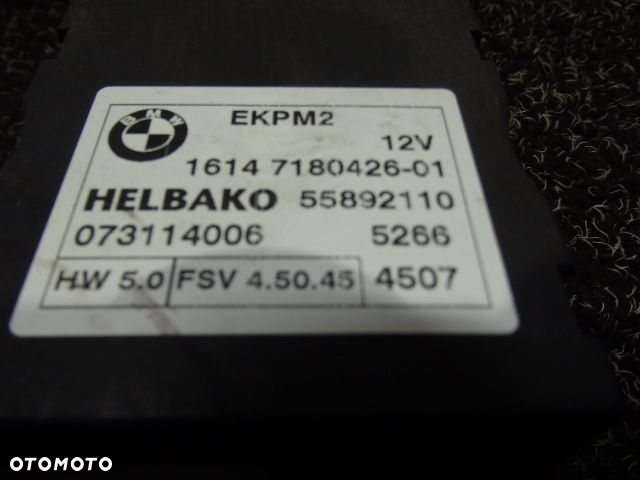 BMW
EKPM2
12V
1614 7180426-01
HELBAKO 55892110
073114006 5266
HW 5.0 FSV 4.50.45 4507
OTOMOTO